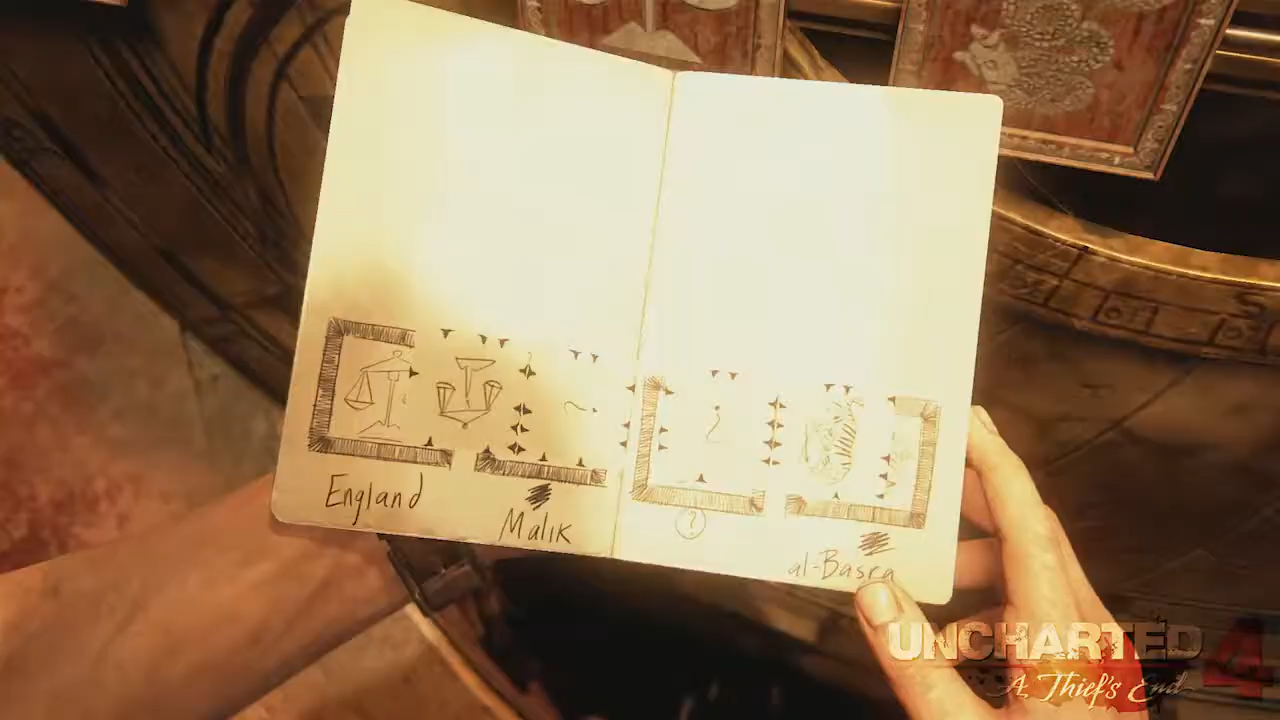 England
Malik
?
al-Basra
UNCHARTED 4
A Thief's End